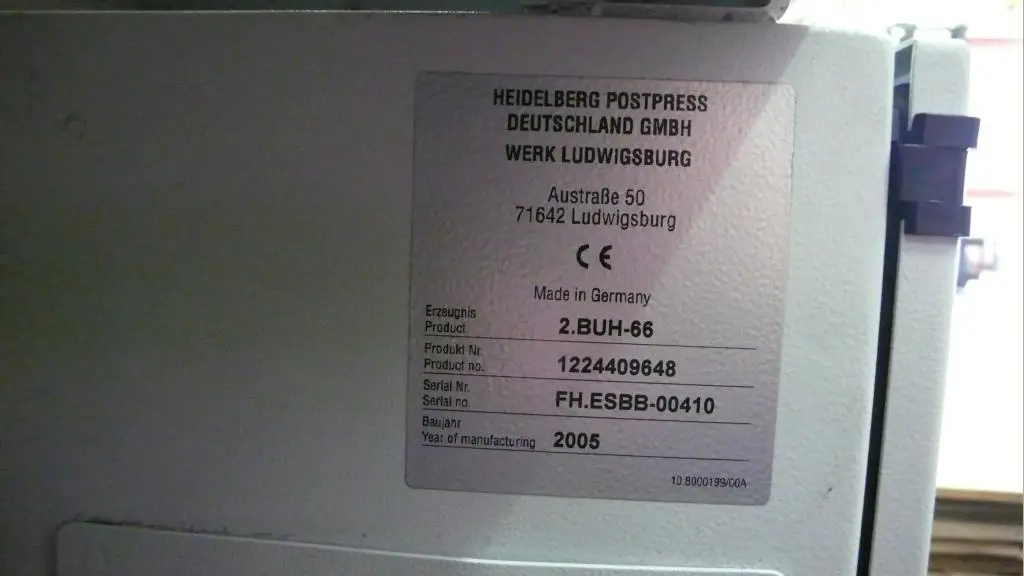 HEIDELBERG POSTPRESS
DEUTSCHLAND GMBH
WERK LUDWIGSBURG
Austraße 50
71642 Ludwigsburg
CE
Made in Germany
Erzeugnis
Product 2.BUH-66
Produkt Nr.
Product no. 1224409648
Serial Nr.
Serial no. FH.ESBB-00410
Baujahr
Year of manufacturing 2005
10.8000199/00A